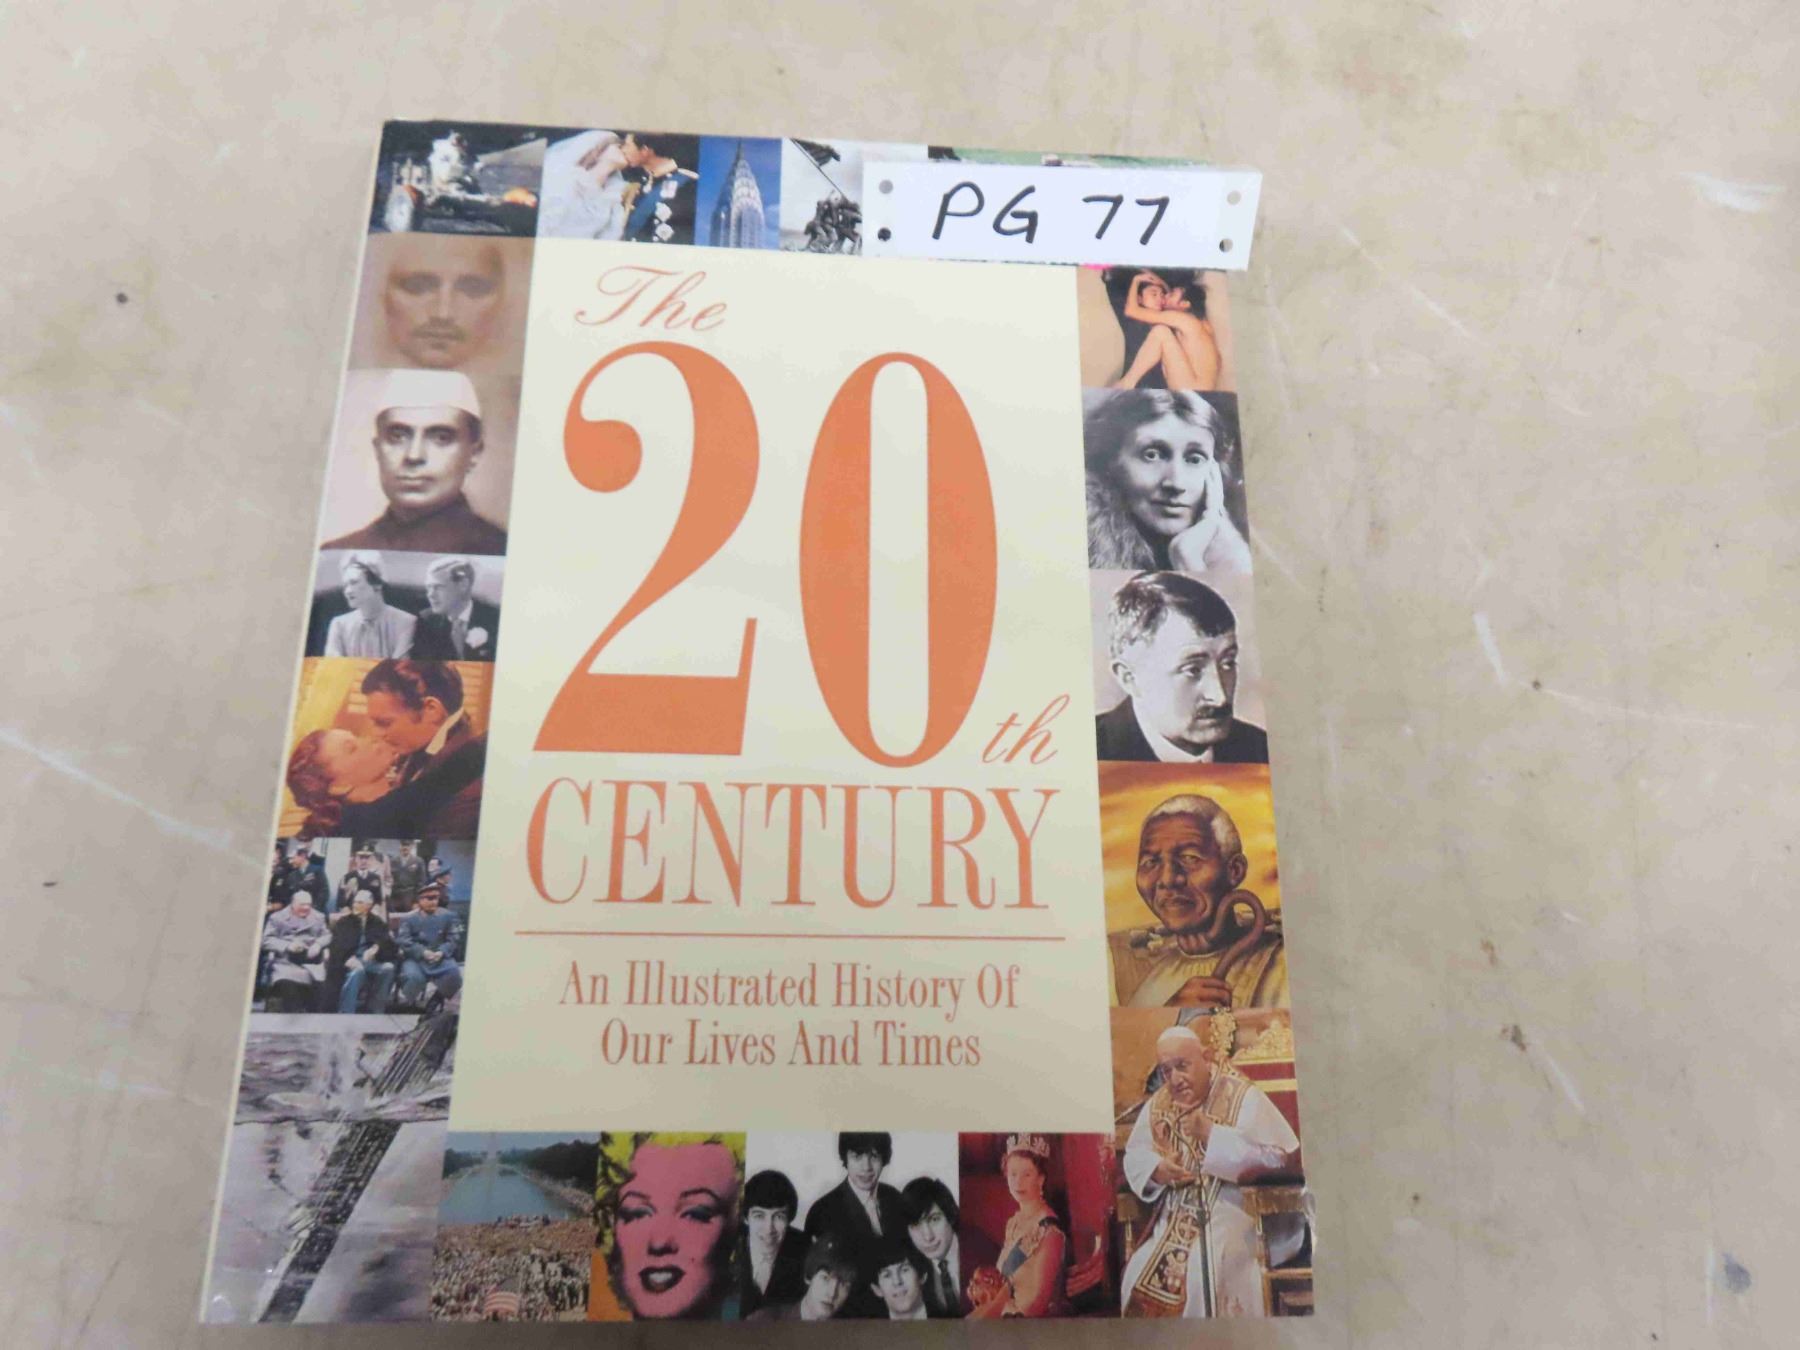 PG 77
The
20th
CENTURY
An Illustrated History Of
Our Lives And Times